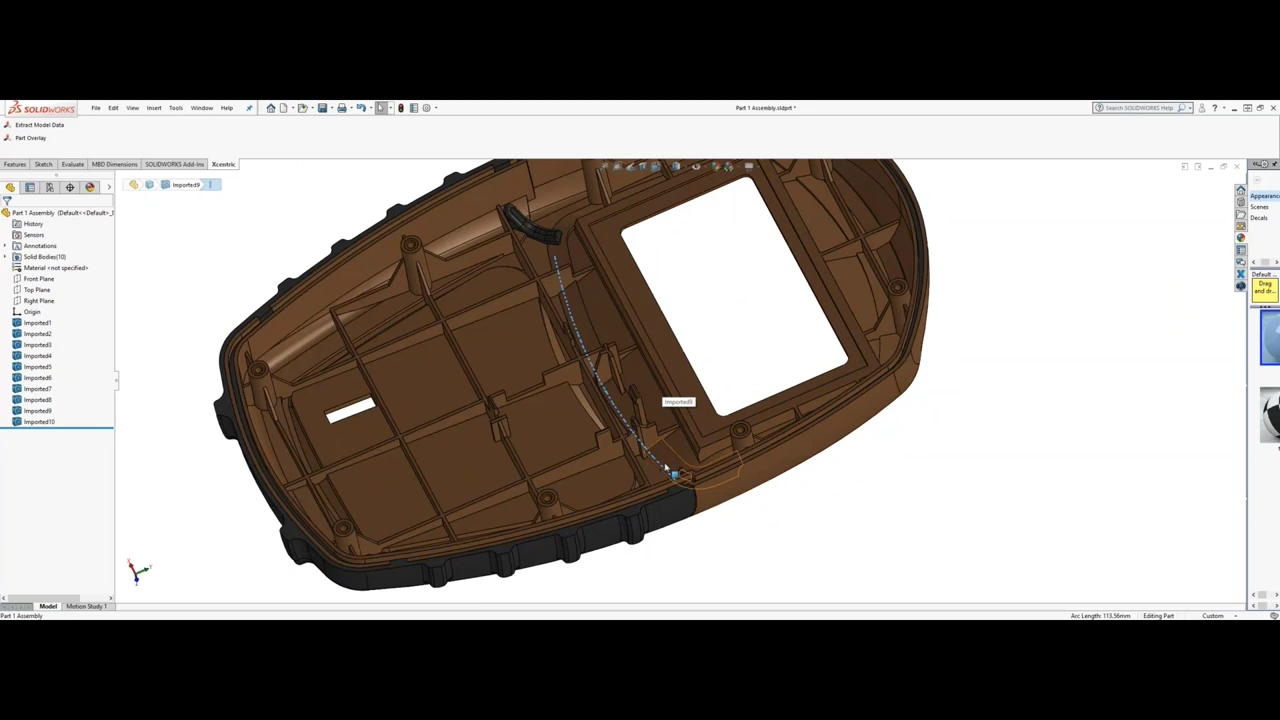 SOLIDWORKS File Edit View Insert Tools Window Help Part 1 Assembly.sldprt * Search SOLIDWORKS Help
Extract Model Data
Part Overlay
Features Sketch Evaluate MBD Dimensions SOLIDWORKS Add-Ins Xcentric
Imported9
Part 1 Assembly (Default<<Default>_
History
Sensors
Annotations
Solid Bodies(10)
Material <not specified>
Front Plane
Top Plane
Right Plane
Origin
Imported1
Imported2
Imported3
Imported4
Imported5
Imported6
Imported7
Imported8
Imported9
Imported10
Imported9
Appearanc
Scenes
Decals
Default ...
Drag
and dr...
Model Motion Study 1
Part 1 Assembly Arc Length: 113.56mm Editing Part Custom